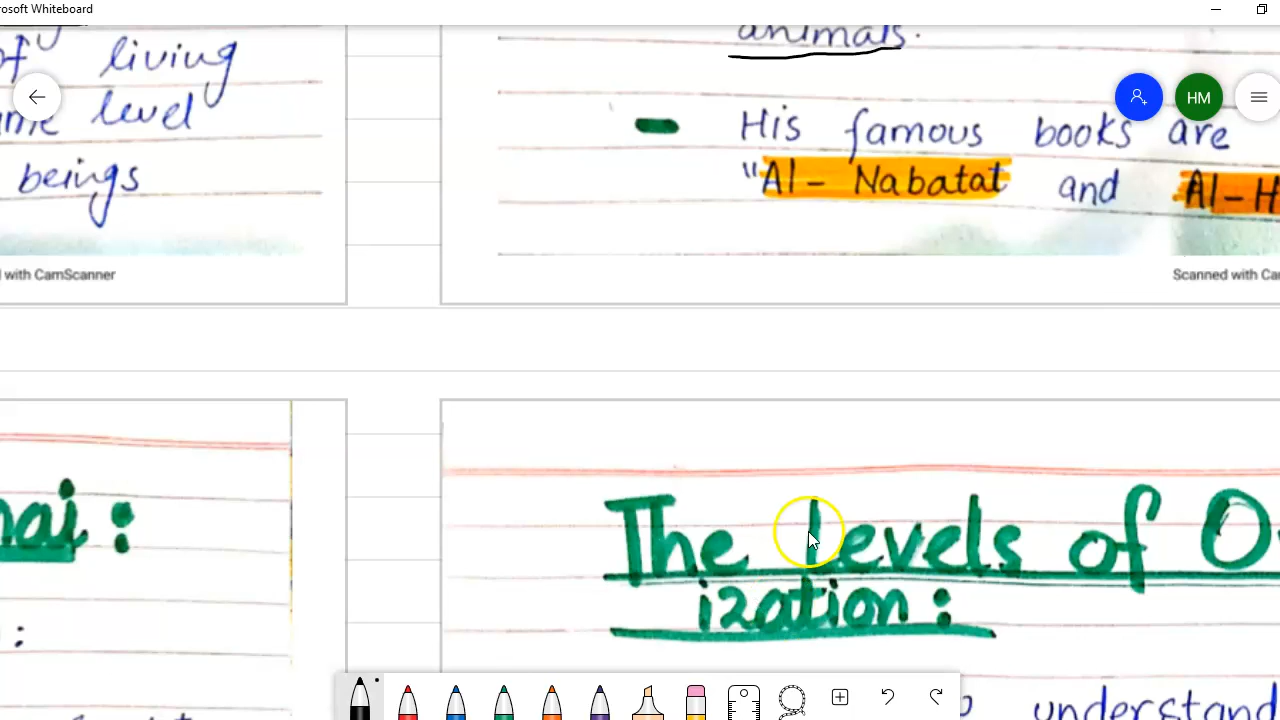 rosoft Whiteboard
of living
level
beings
with CamScanner
animals.
His famous books are
"Al - Nabatat and Al - H
Scanned with Ca
HM
nai :
:
The Levels of O
ization :
understand